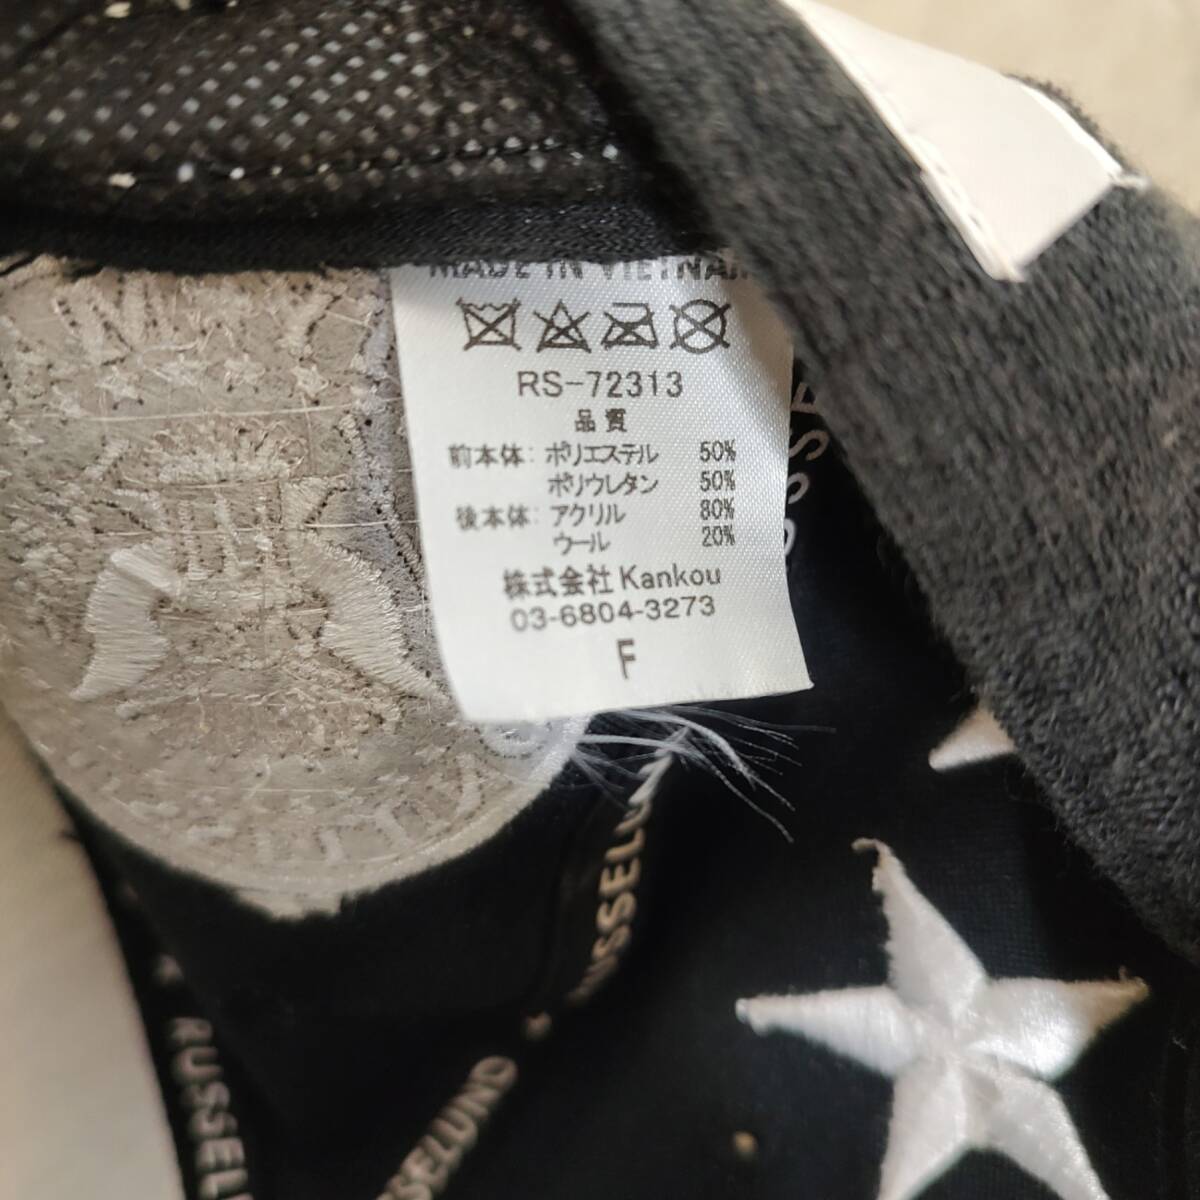 MADE IN VIETNAM
RS-72313
品質
前本体: ポリエステル 50%
ポリウレタン 50%
後本体: アクリル 80%
ウール 20%
株式会社 Kankou
03-6804-3273
F
RUSSELUND